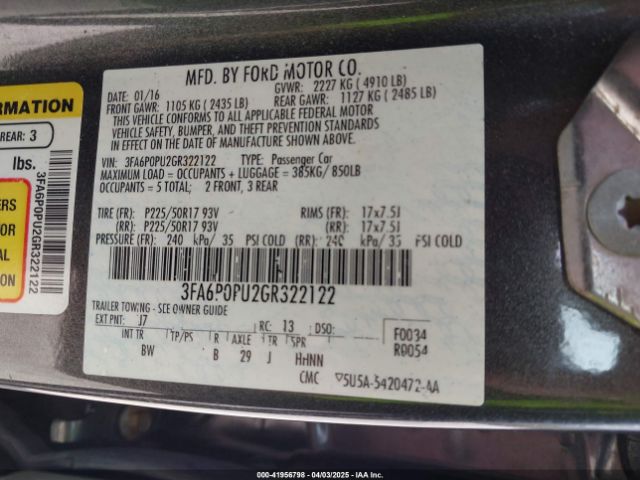 MFD. BY FORD MOTOR CO.
DATE: 01/16 GVWR: 2227 KG ( 4910 LB)
FRONT GAWR: 1105 KG ( 2435 LB) REAR GAWR: 1127 KG ( 2485 LB)
THIS VEHICLE CONFORMS TO ALL APPLICABLE FEDERAL MOTOR
VEHICLE SAFETY, BUMPER, AND THEFT PREVENTION STANDARDS
IN EFFECT ON THE DATE OF MANUFACTURE SHOWN ABOVE.
VIN: 3FA6P0PU2GR322122 TYPE: Passenger Car
MAXIMUM LOAD = OCCUPANTS + LUGGAGE = 385KG/ 850LB
OCCUPANTS = 5 TOTAL; 2 FRONT, 3 REAR
TIRE (FR): P225/50R17 93V RIMS (FR): 17x7.5J
(RR): P225/50R17 93V (RR): 17x7.5J
PRESSURE (FR): 240 kPa/ 35 PSI COLD (RR): 240 kPa/ 35 PSI COLD
3FA6P0PU2GR322122
TRAILER TOWING - SEE OWNER GUIDE
EXT PNT: J7 RC: 13 DSO: F0034
INT TR TP/PS R AXLE TR SPR R0054
BW B 29 J HHNN
CMC 5U5A-5420472-AA
ORMATION
REAR: 3
lbs.
ERS
TOR
AL
3FA6P0PU2GR322122
000-41956798 - 04/03/2025 - IAAI.com